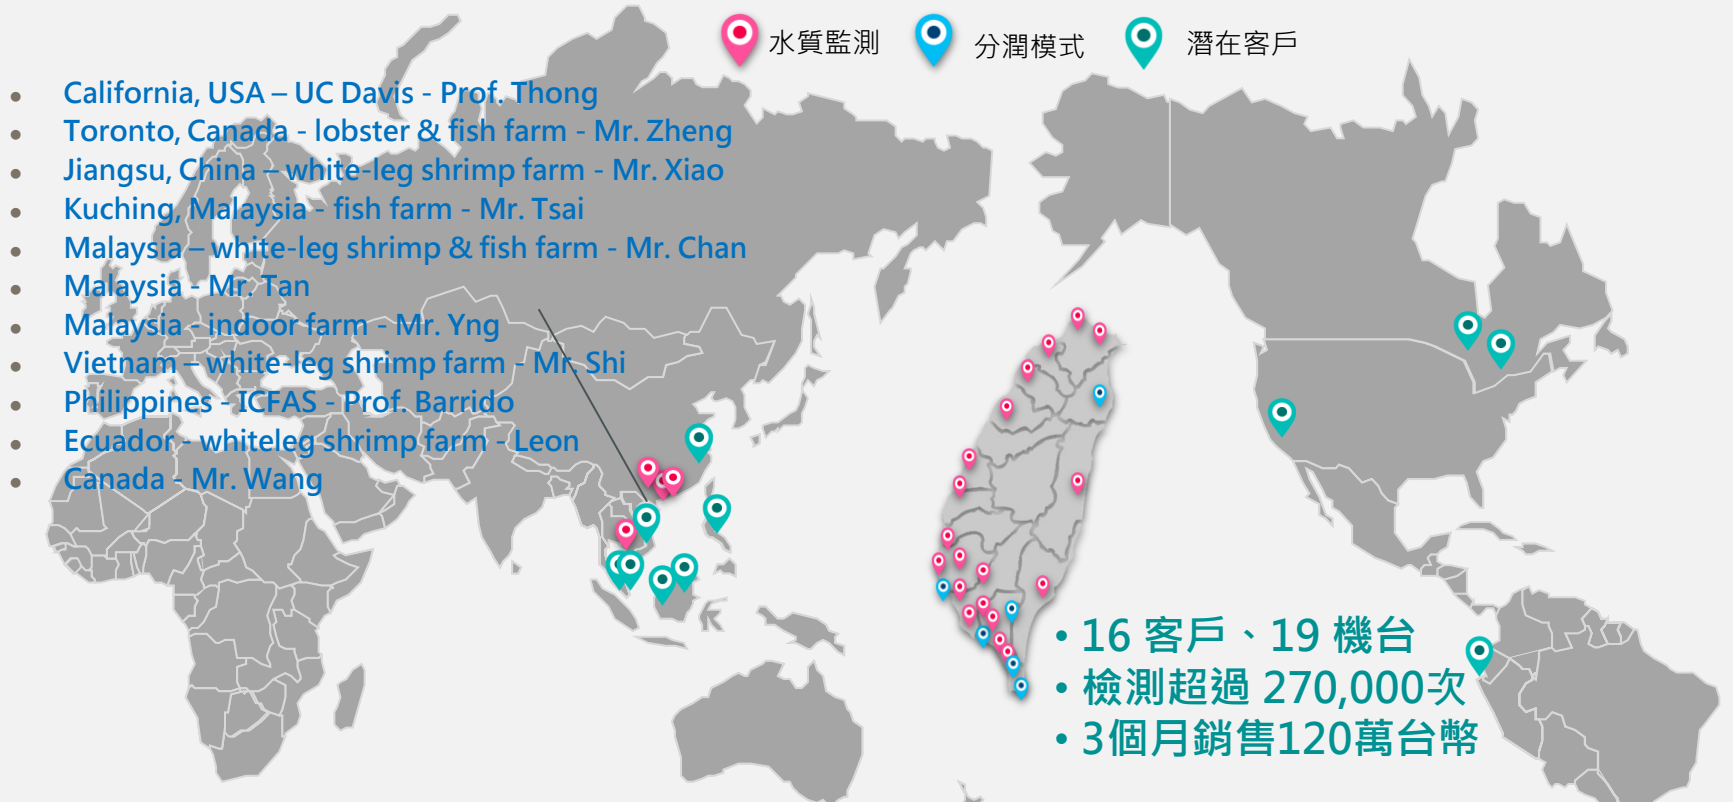 水質監測 分潤模式 潛在客戶
• California, USA – UC Davis - Prof. Thong
• Toronto, Canada - lobster & fish farm - Mr. Zheng
• Jiangsu, China – white-leg shrimp farm - Mr. Xiao
• Kuching, Malaysia - fish farm - Mr. Tsai
• Malaysia – white-leg shrimp & fish farm - Mr. Chan
• Malaysia - Mr. Tan
• Malaysia - indoor farm - Mr. Yng
• Vietnam – white-leg shrimp farm - Mr. Shi
• Philippines - ICFAS - Prof. Barrido
• Ecuador - whiteleg shrimp farm - Leon
• Canada - Mr. Wang
• 16 客戶、19 機台
• 檢測超過 270,000次
• 3個月銷售120萬台幣